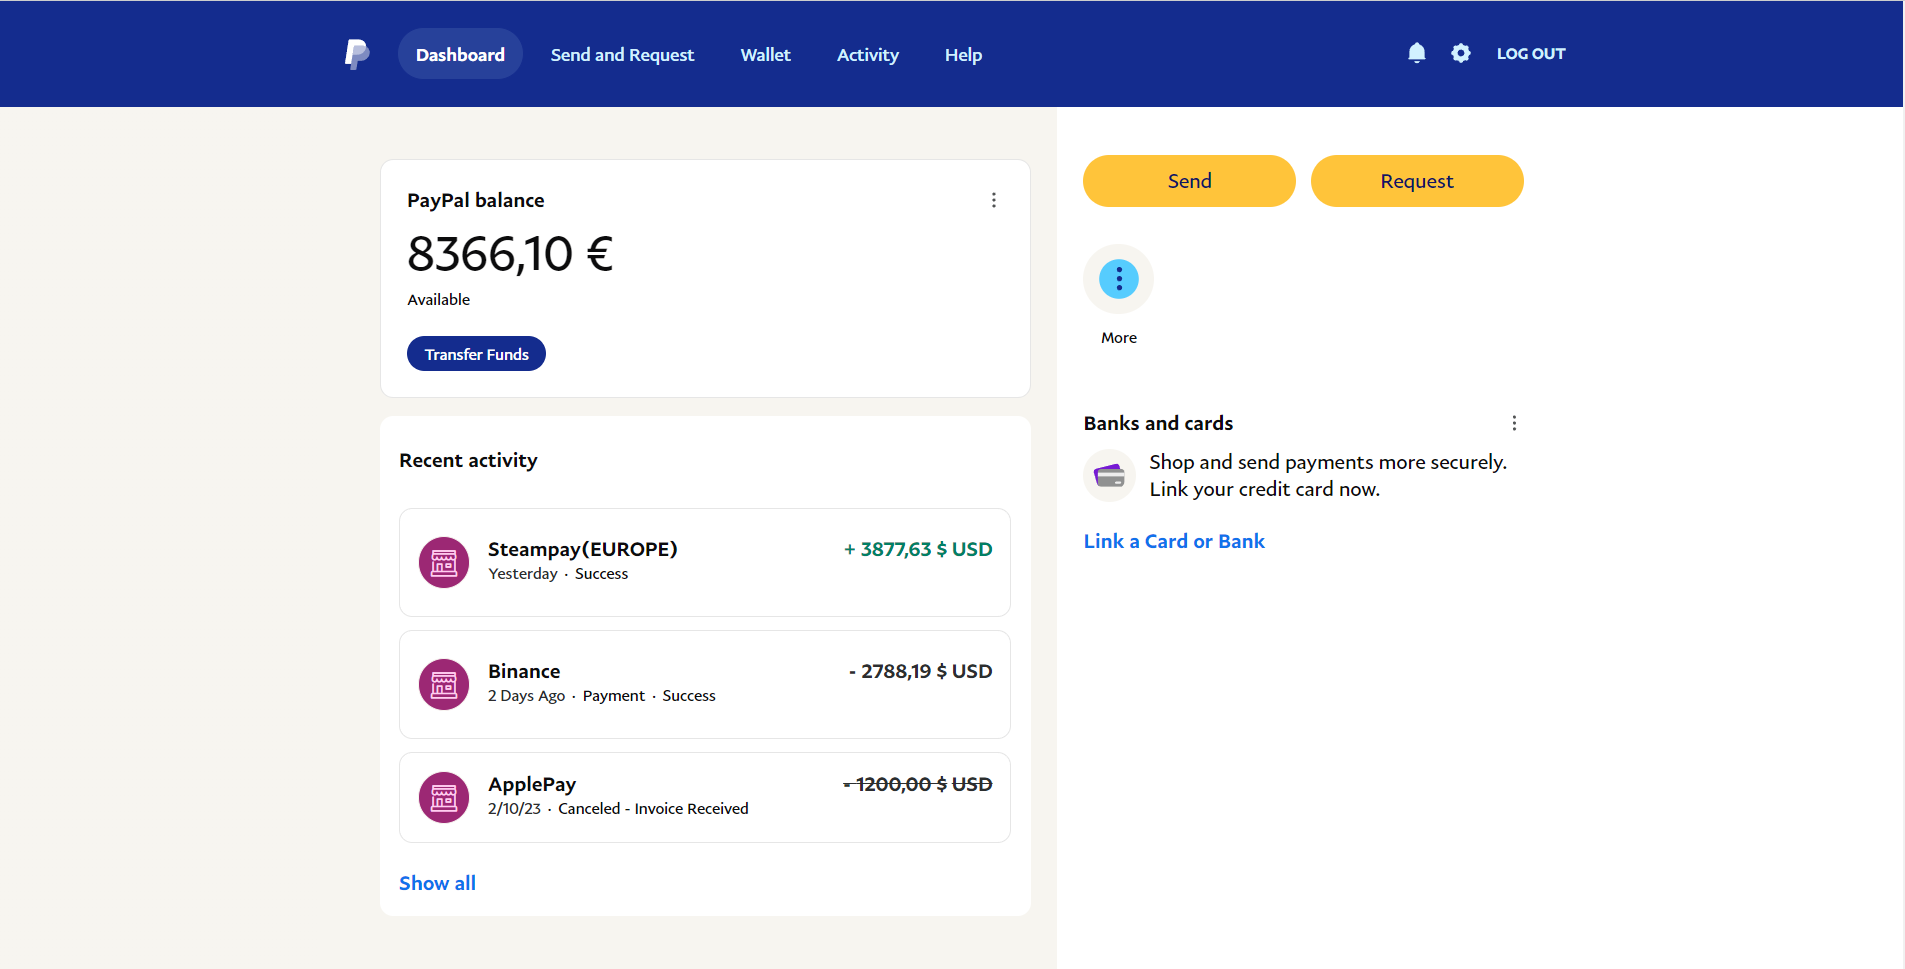 Dashboard
Send and Request
Wallet
Activity
Help
LOG OUT
PayPal balance
8366,10 €
Available
Transfer Funds
Recent activity
Steampay(EUROPE)
+ 3877,63 $ USD
Yesterday · Success
Binance
- 2788,19 $ USD
2 Days Ago · Payment · Success
ApplePay
- 1200,00 $ USD
2/10/23 · Canceled - Invoice Received
Show all
Send
Request
More
Banks and cards
Shop and send payments more securely.
Link your credit card now.
Link a Card or Bank